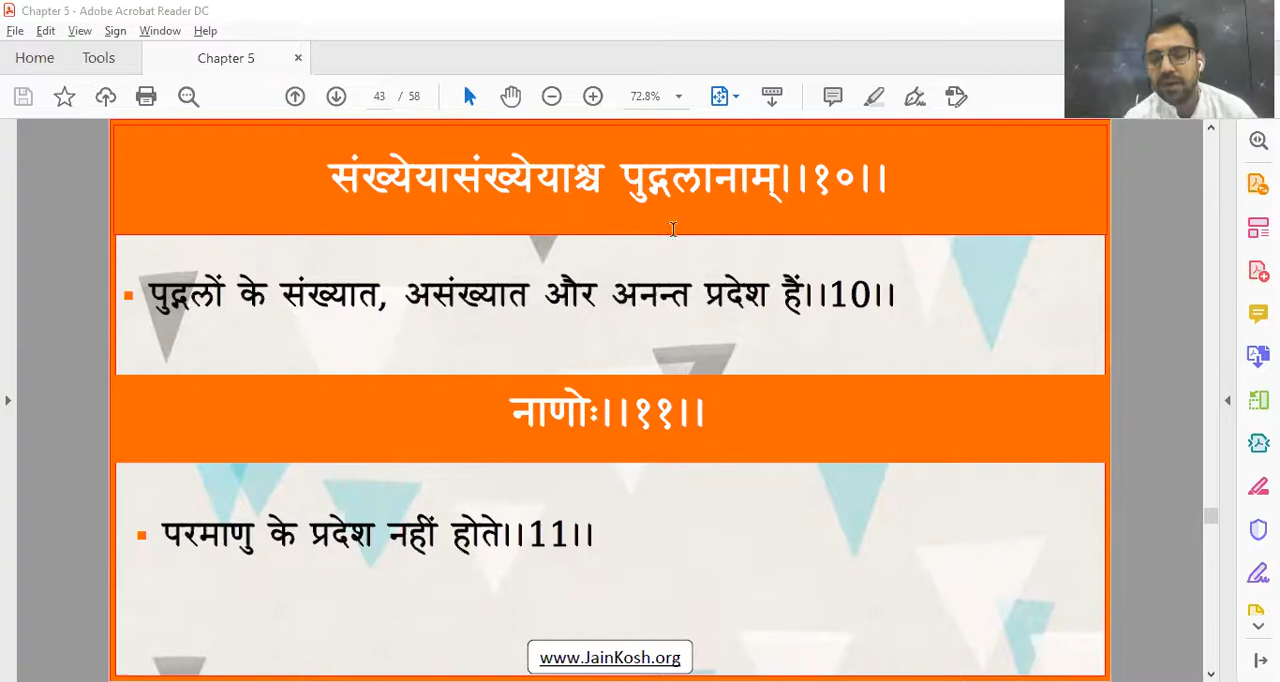 Chapter 5 - Adobe Acrobat Reader DC
File Edit View Sign Window Help
Home Tools Chapter 5 ×
43 / 58 72.8%
संख्येयासंख्येयाश्च पुद्गलानाम्।।१०।।
पुद्गलों के संख्यात, असंख्यात और अनन्त प्रदेश हैं।।10।।
नाणोः।।११।।
परमाणु के प्रदेश नहीं होते।।11।।
www.JainKosh.org